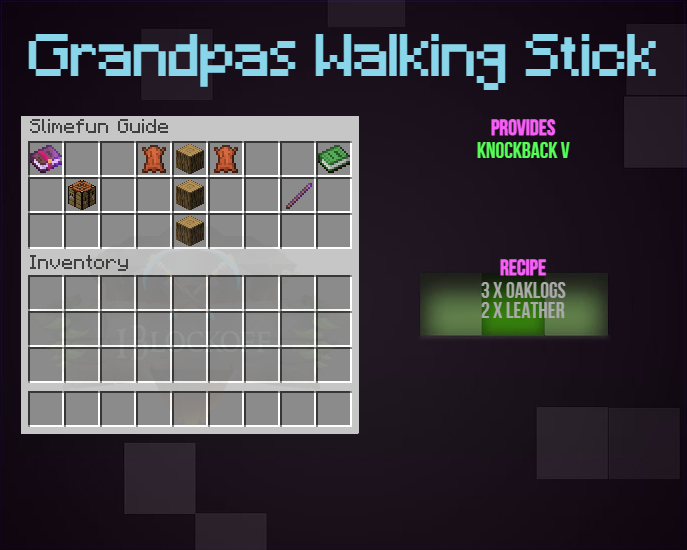 Grandpas Walking Stick
Slimefun Guide
PROVIDES
KNOCKBACK V
Inventory
RECIPE
3 X OAKLOGS
2 X LEATHER